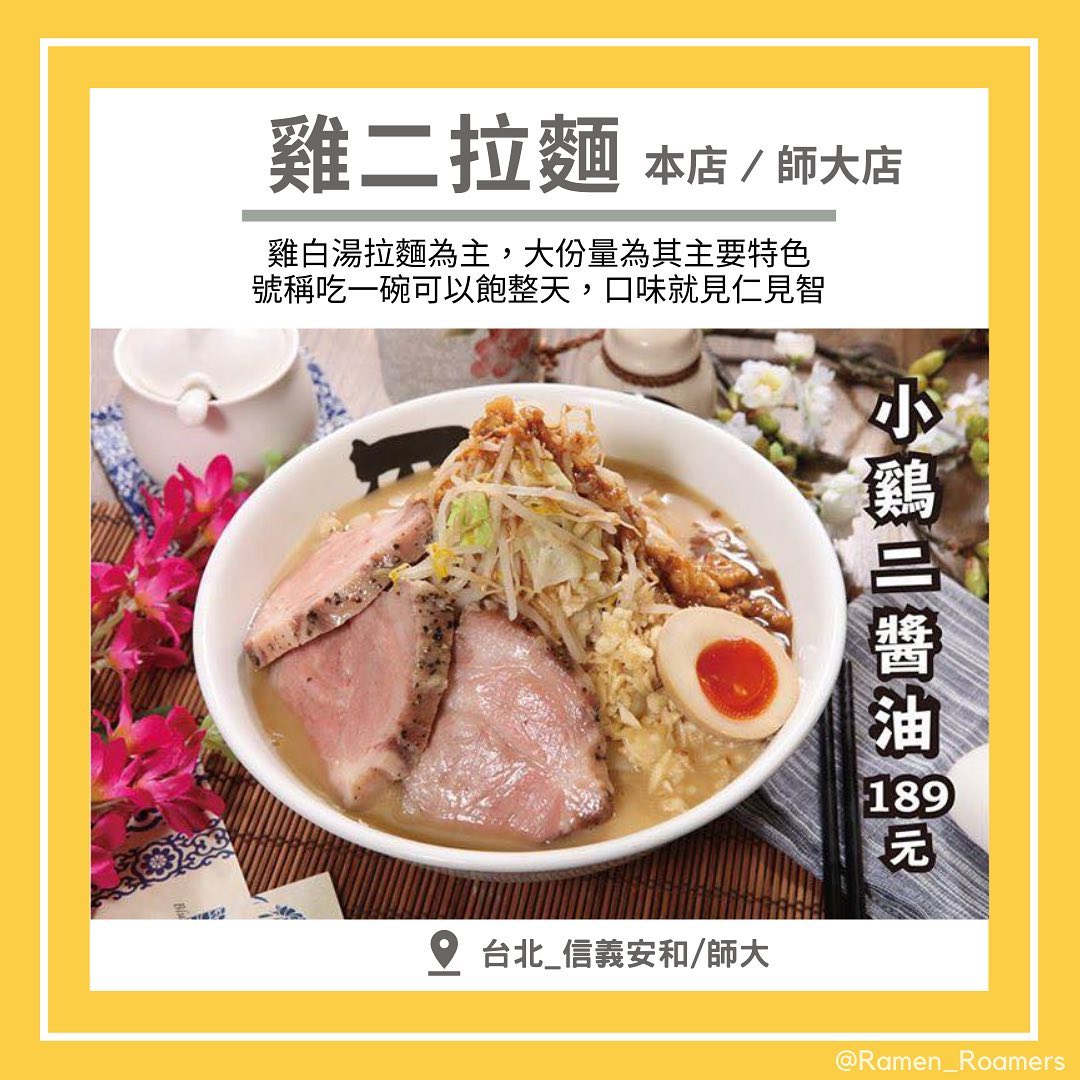 雞二拉麵 本店 / 師大店
雞白湯拉麵為主，大份量為其主要特色
號稱吃一碗可以飽整天，口味就見仁見智
小鷄二醬油
189
元
台北_信義安和/師大
@Ramen_Roamers